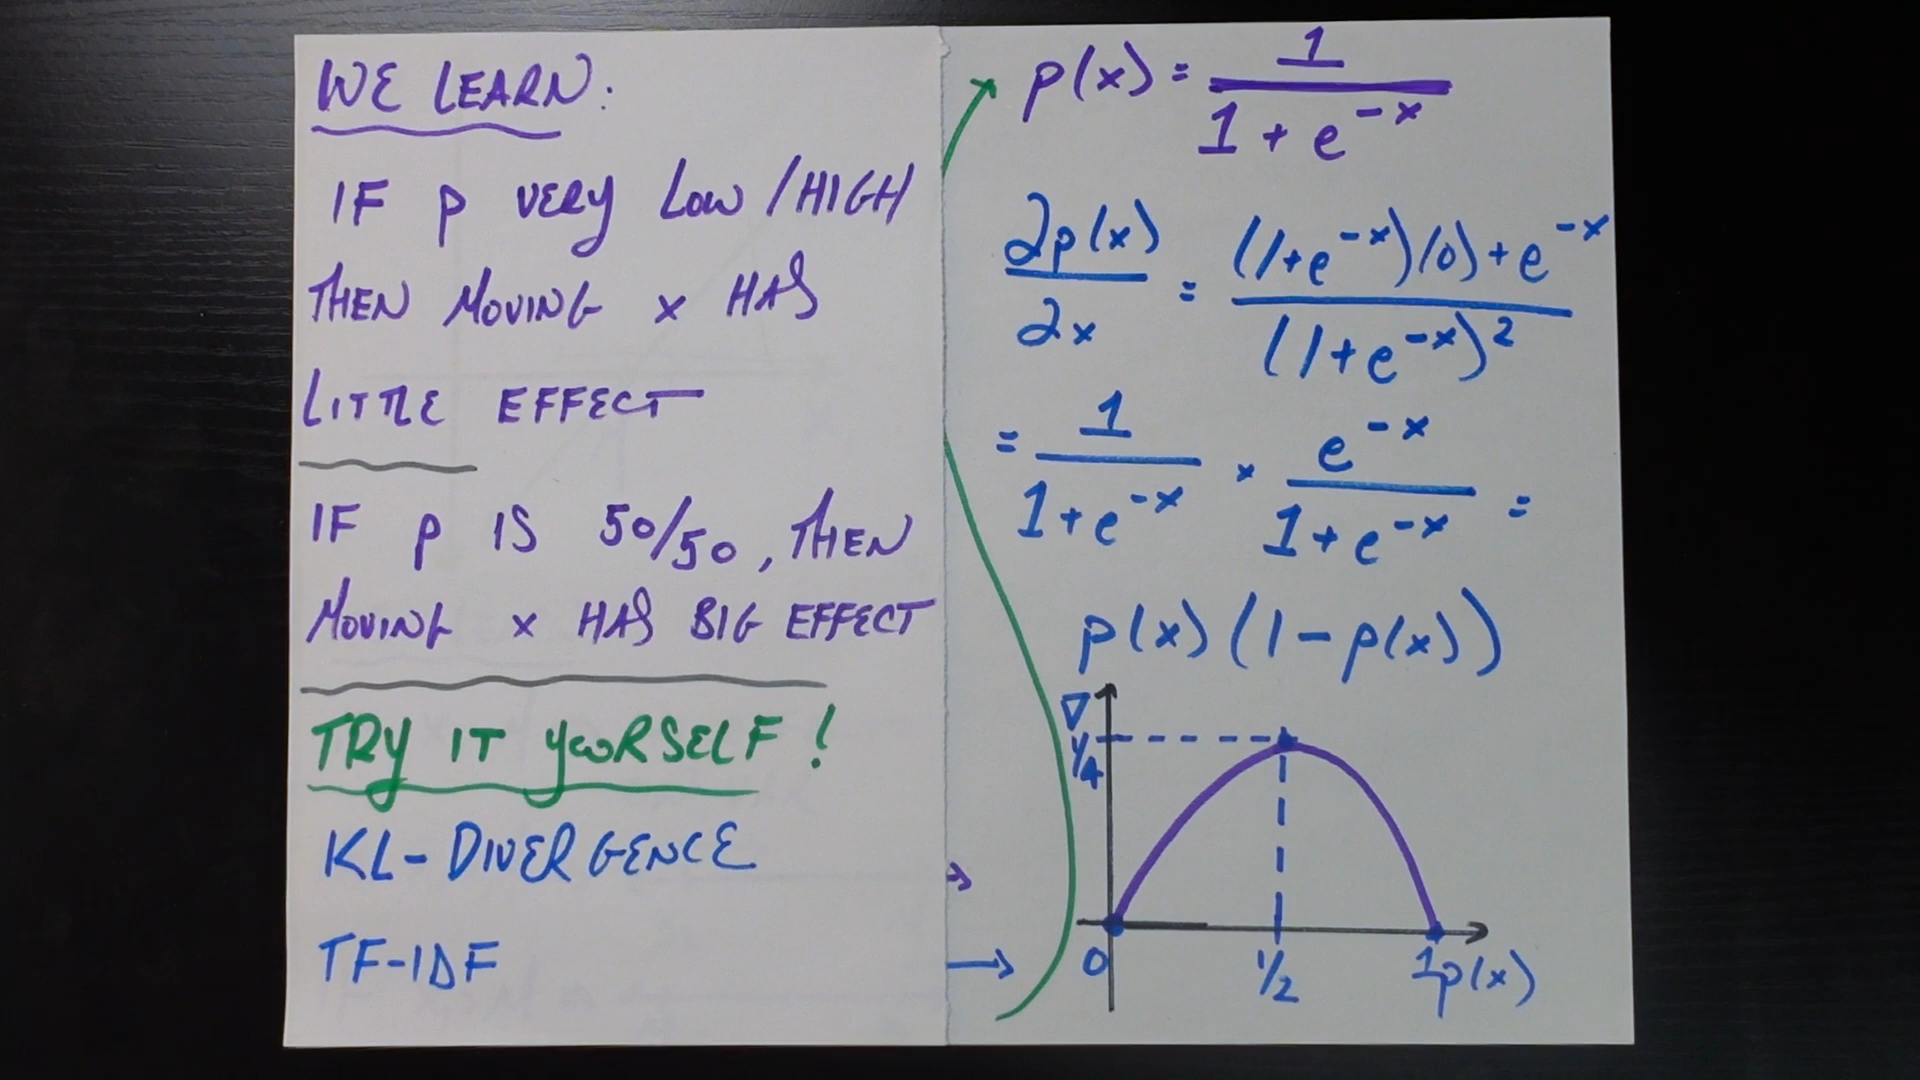 WE LEARN:
IF p VERY LOW/HIGH
THEN MOVING x HAS
LITTLE EFFECT
IF p IS 50/50, THEN
MOVING x HAS BIG EFFECT
TRY IT YOURSELF!
KL-DIVERGENCE
TF-IDF
p(x) = 1 / (1 + e^{-x})
∂p(x)/∂x = ((1+e^{-x})(0) + e^{-x}) / (1+e^{-x})^2
= 1/(1+e^{-x}) × e^{-x}/(1+e^{-x}) =
p(x)(1-p(x))
∇
1/4
0 1/2 1 p(x)